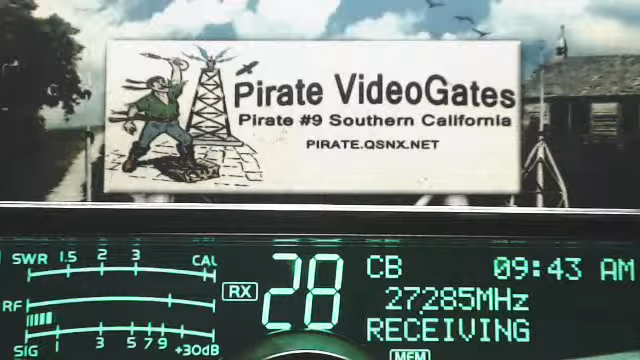 Pirate VideoGates
Pirate #9 Southern California
PIRATE.QSNX.NET
SWR 1.5 2 3 CAL
RX 28 CB 09:43 AM
RF 27285MHz
RECEIVING
SIG 1 3 5 7 9 +30dB
MEM